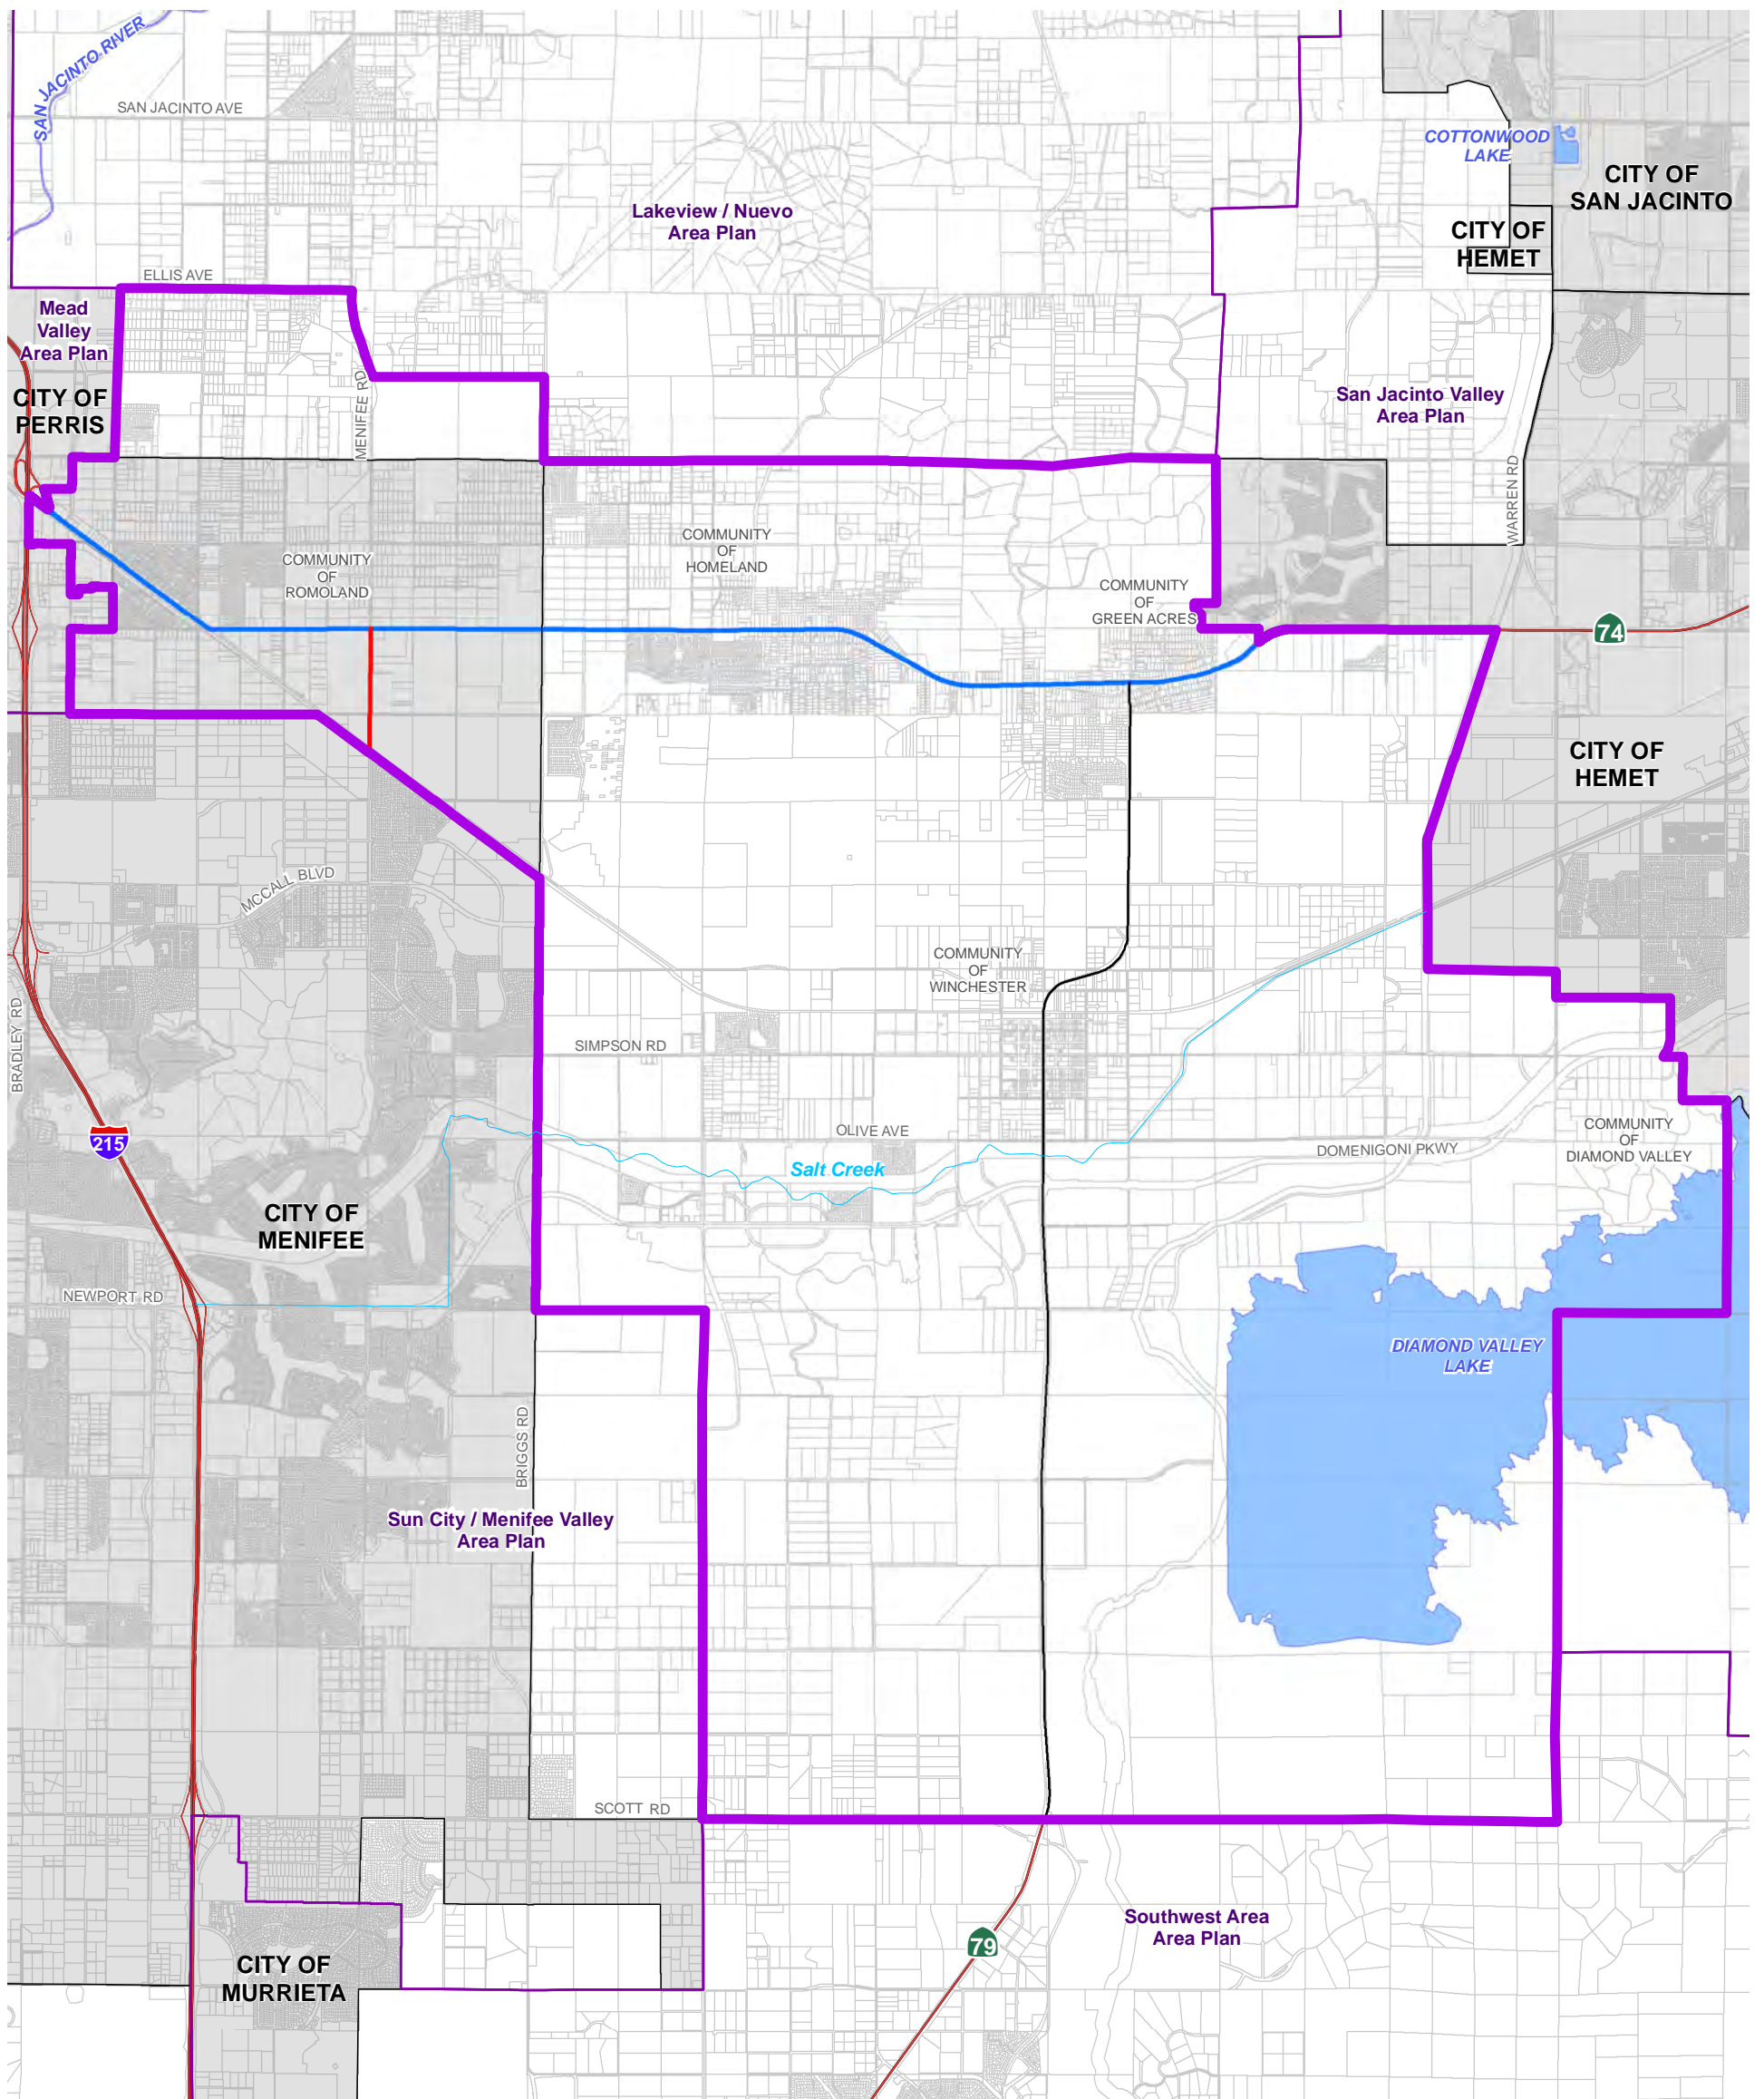 SAN JACINTO RIVER
SAN JACINTO AVE
COTTONWOOD
LAKE
CITY OF
SAN JACINTO
Lakeview / Nuevo
Area Plan
CITY OF
HEMET
ELLIS AVE
Mead
Valley
Area Plan
CITY OF
PERRIS
MENIFEE RD
San Jacinto Valley
Area Plan
WARREN RD
COMMUNITY
OF
HOMELAND
COMMUNITY
OF
ROMOLAND
COMMUNITY
OF
GREEN ACRES
74
CITY OF
HEMET
MCCALL BLVD
COMMUNITY
OF
WINCHESTER
BRADLEY RD
SIMPSON RD
OLIVE AVE
215
COMMUNITY
OF
DIAMOND VALLEY
DOMENIGONI PKWY
Salt Creek
CITY OF
MENIFEE
NEWPORT RD
DIAMOND VALLEY
LAKE
BRIGGS RD
Sun City / Menifee Valley
Area Plan
SCOTT RD
Southwest Area
Area Plan
79
CITY OF
MURRIETA